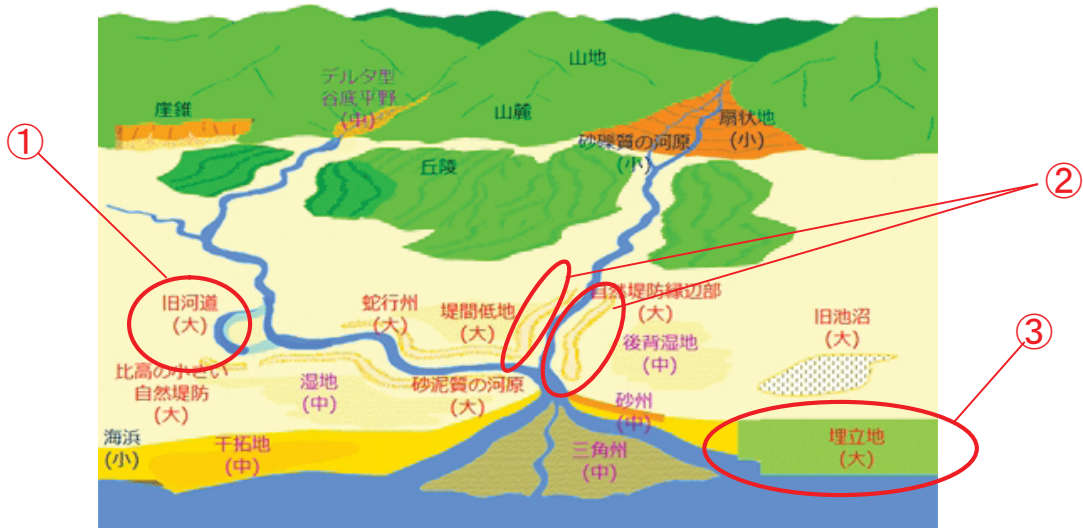 山地
デルタ型
谷底平野
(中)
崖錐
山麓
扇状地
(小)
砂礫質の河原
(小)
丘陵
①
②
旧河道
(大)
蛇行州
(大)
堤間低地
(大)
自然堤防縁辺部
(大)
旧池沼
(大)
③
後背湿地
(中)
比高の小さい
自然堤防
(大)
湿地
(中)
砂泥質の河原
(大)
砂州
(中)
海浜
(小)
干拓地
(中)
三角州
(中)
埋立地
(大)